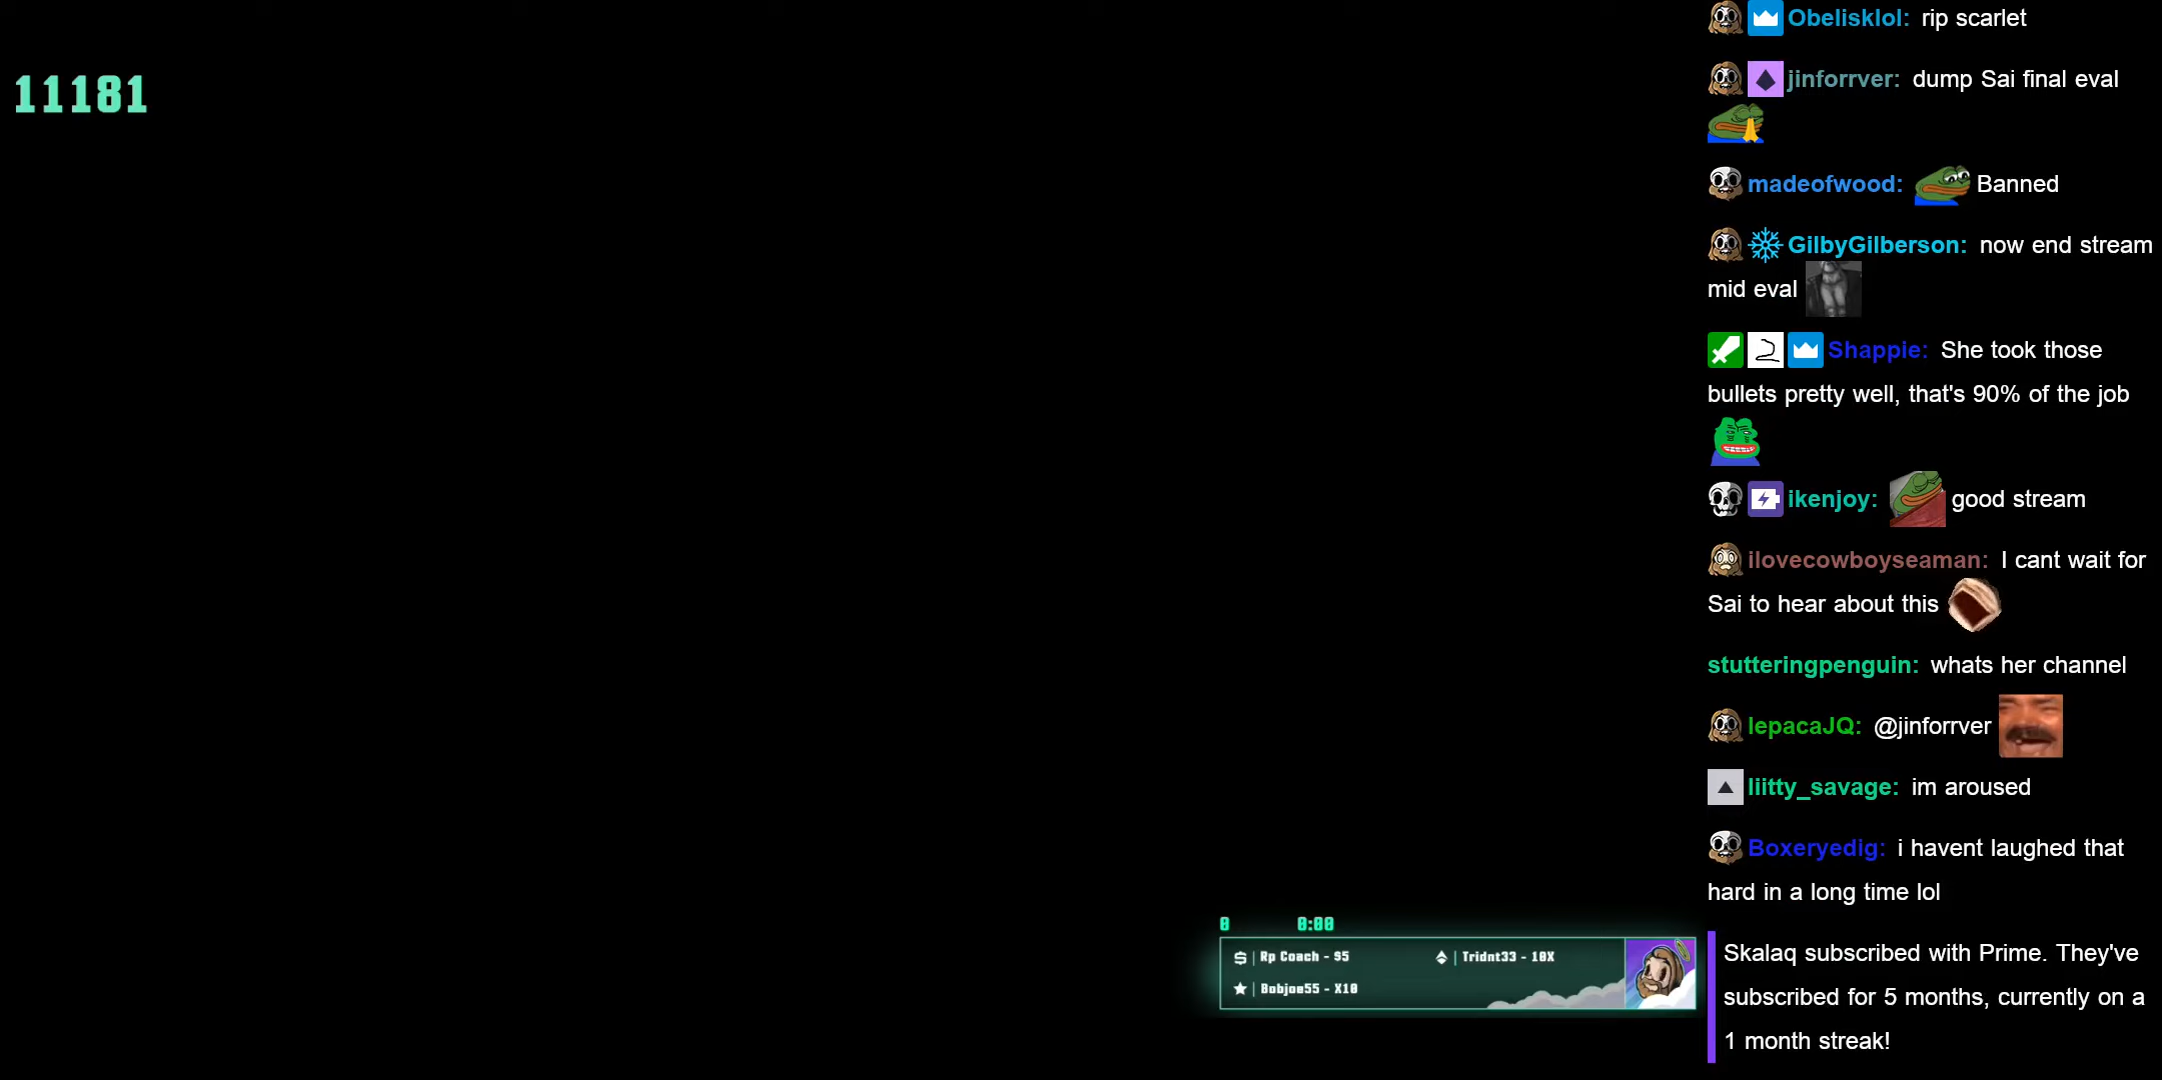 11181
Obelisklol: rip scarlet
jinforrver: dump Sai final eval
madeofwood: Banned
GilbyGilberson: now end stream
mid eval
Shappie: She took those
bullets pretty well, that's 90% of the job
ikenjoy: good stream
ilovecowboyseaman: I cant wait for
Sai to hear about this
stutteringpenguin: whats her channel
lepacaJQ: @jinforrver
liitty_savage: im aroused
Boxeryedig: i havent laughed that
hard in a long time lol
Skalaq subscribed with Prime. They've
subscribed for 5 months, currently on a
1 month streak!
0 0:00
Rp Coach - 95 Tridnt33 - 10X
Bobjoe55 - X10